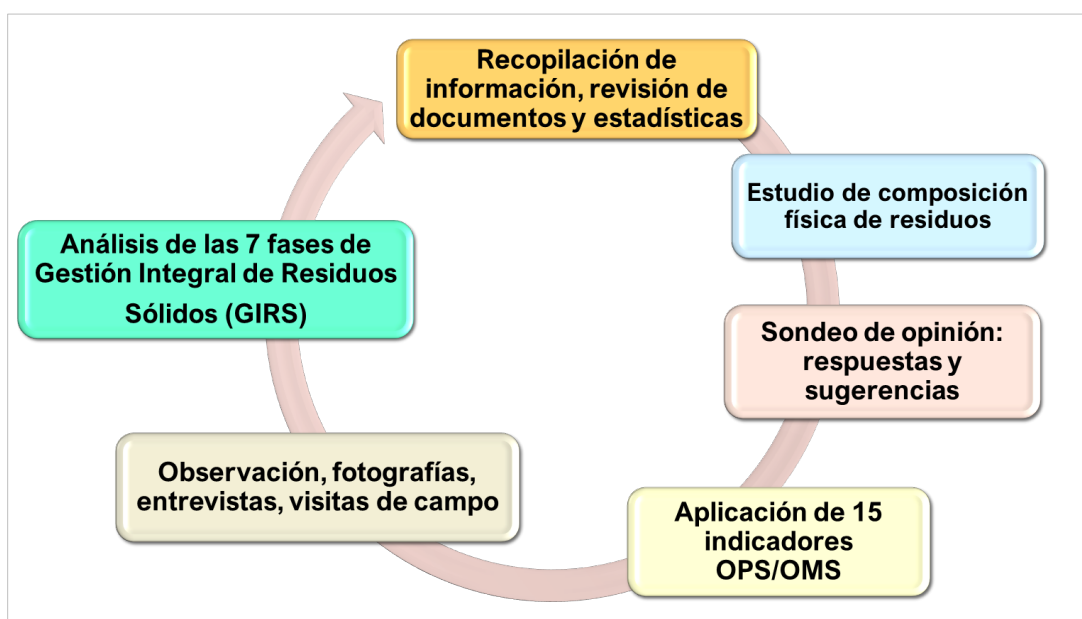 Recopilación de
información, revisión de
documentos y estadísticas
Estudio de composición
física de residuos
Sondeo de opinión:
respuestas y
sugerencias
Aplicación de 15
indicadores
OPS/OMS
Observación, fotografías,
entrevistas, visitas de campo
Análisis de las 7 fases de
Gestión Integral de Residuos
Sólidos (GIRS)